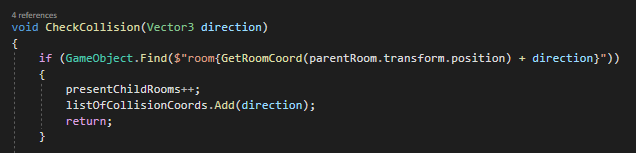 4 references
void CheckCollision(Vector3 direction)
{
if (GameObject.Find($"room{GetRoomCoord(parentRoom.transform.position) + direction}"))
{
presentChildRooms++;
listOfCollisionCoords.Add(direction);
return;
}